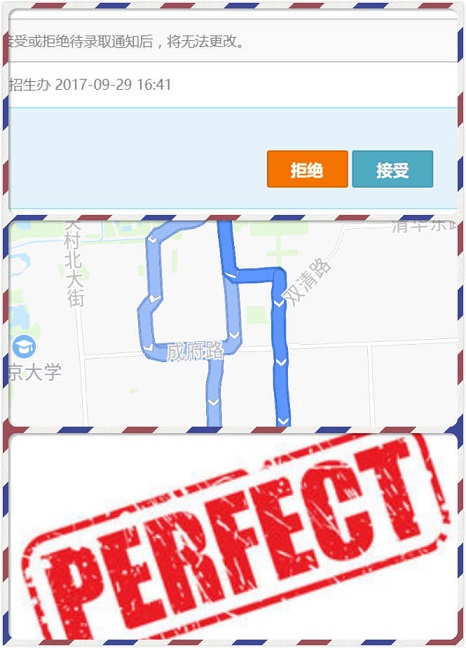 接受或拒绝待录取通知后，将无法更改。
招生办 2017-09-29 16:41
拒绝
接受
清华东路
村北大街
双清路
成府路
京大学
PERFECT